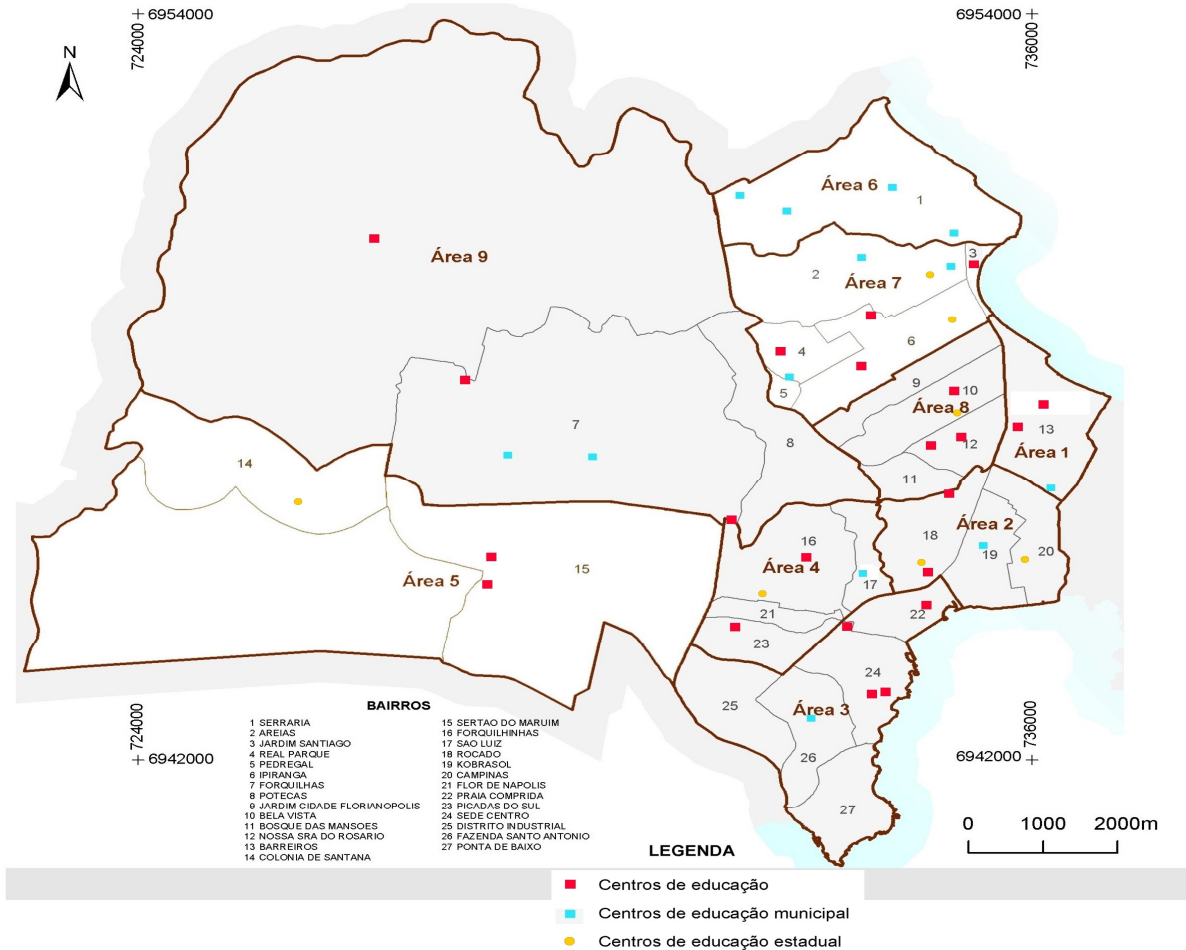 6954000
724000
6954000
736000
N
Área 6
1
3
Área 9
2
Área 7
6
4
5
9
10
7
Área 8
8
13
12
Área 1
14
11
Área 2
16
18
19
20
Área 4
15
Área 5
17
21
22
23
24
25
Área 3
26
27
724000
6942000
736000
6942000
BAIRROS
1 SERRARIA
2 AREIAS
3 JARDIM SANTIAGO
4 REAL PARQUE
5 PEDREGAL
6 IPIRANGA
7 FORQUILHAS
8 POTECAS
9 JARDIM CIDADE FLORIANOPOLIS
10 BELA VISTA
11 BOSQUE DAS MANSOES
12 NOSSA SRA DO ROSARIO
13 BARREIROS
14 COLONIA DE SANTANA
15 SERTAO DO MARUIM
16 FORQUILHINHAS
17 SAO LUIZ
18 ROCADO
19 KOBRASOL
20 CAMPINAS
21 FLOR DE NAPOLIS
22 PRAIA COMPRIDA
23 PICADAS DO SUL
24 SEDE CENTRO
25 DISTRITO INDUSTRIAL
26 FAZENDA SANTO ANTONIO
27 PONTA DE BAIXO
0 1000 2000m
LEGENDA
Centros de educação
Centros de educação municipal
Centros de educação estadual